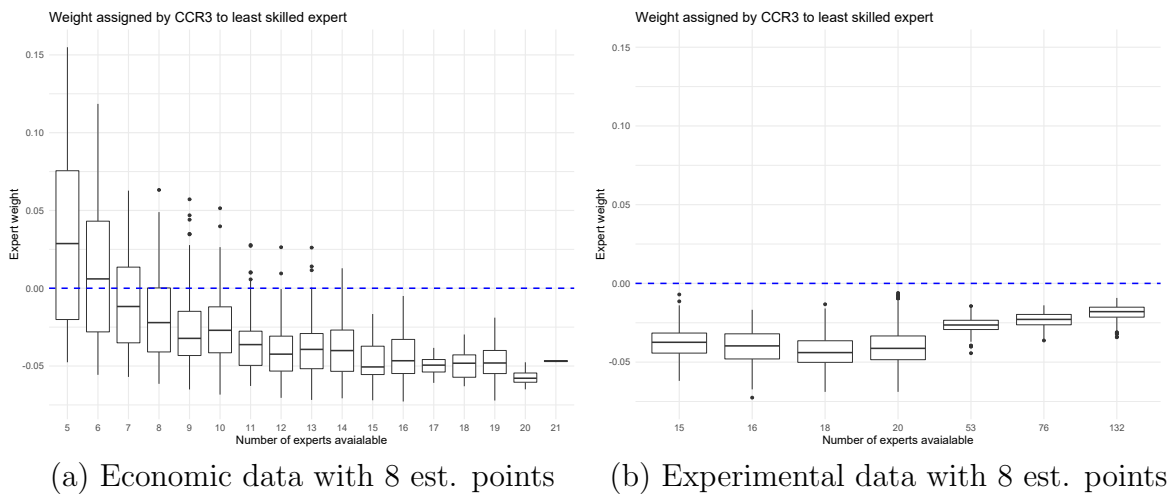 Weight assigned by CCR3 to least skilled expert
0.15
0.10
0.05
0.00
-0.05
Expert weight
5 6 7 8 9 10 11 12 13 14 15 16 17 18 19 20 21
Number of experts avaialable
(a) Economic data with 8 est. points
Weight assigned by CCR3 to least skilled expert
0.15
0.10
0.05
0.00
-0.05
Expert weight
15 16 18 20 53 76 132
Number of experts avaialable
(b) Experimental data with 8 est. points